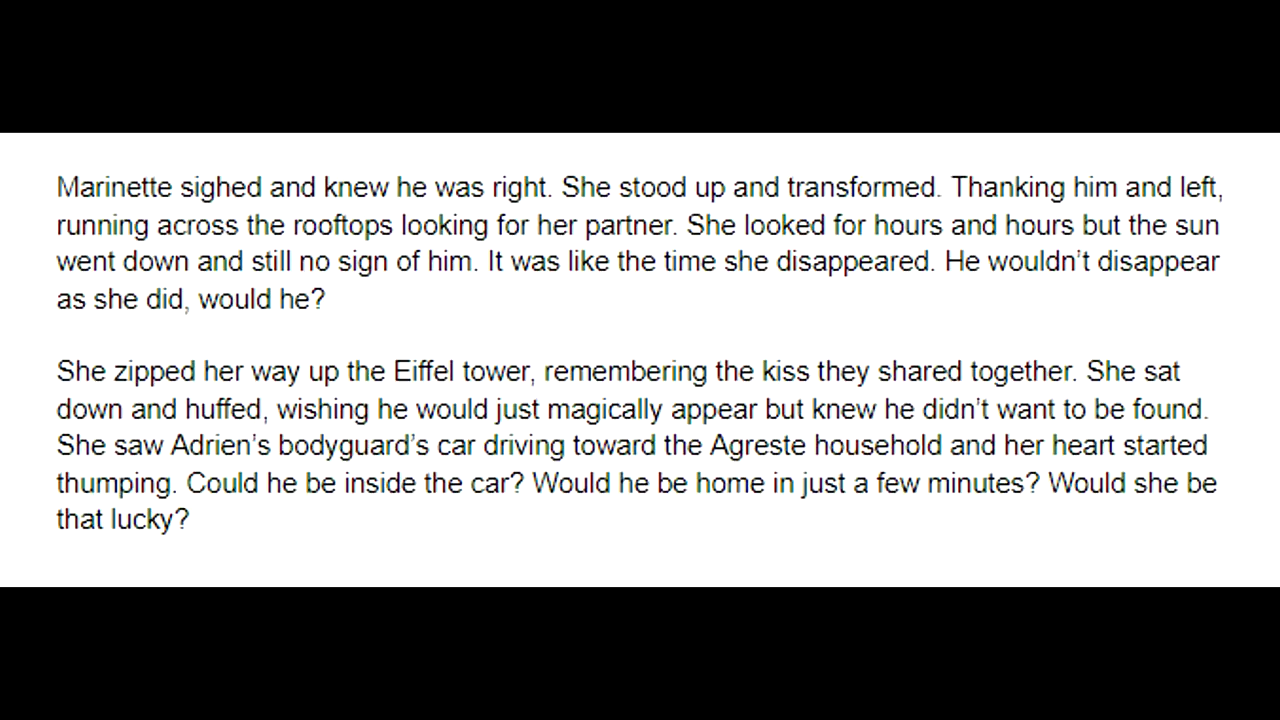 Marinette sighed and knew he was right. She stood up and transformed. Thanking him and left,
running across the rooftops looking for her partner. She looked for hours and hours but the sun
went down and still no sign of him. It was like the time she disappeared. He wouldn’t disappear
as she did, would he?
She zipped her way up the Eiffel tower, remembering the kiss they shared together. She sat
down and huffed, wishing he would just magically appear but knew he didn’t want to be found.
She saw Adrien’s bodyguard’s car driving toward the Agreste household and her heart started
thumping. Could he be inside the car? Would he be home in just a few minutes? Would she be
that lucky?